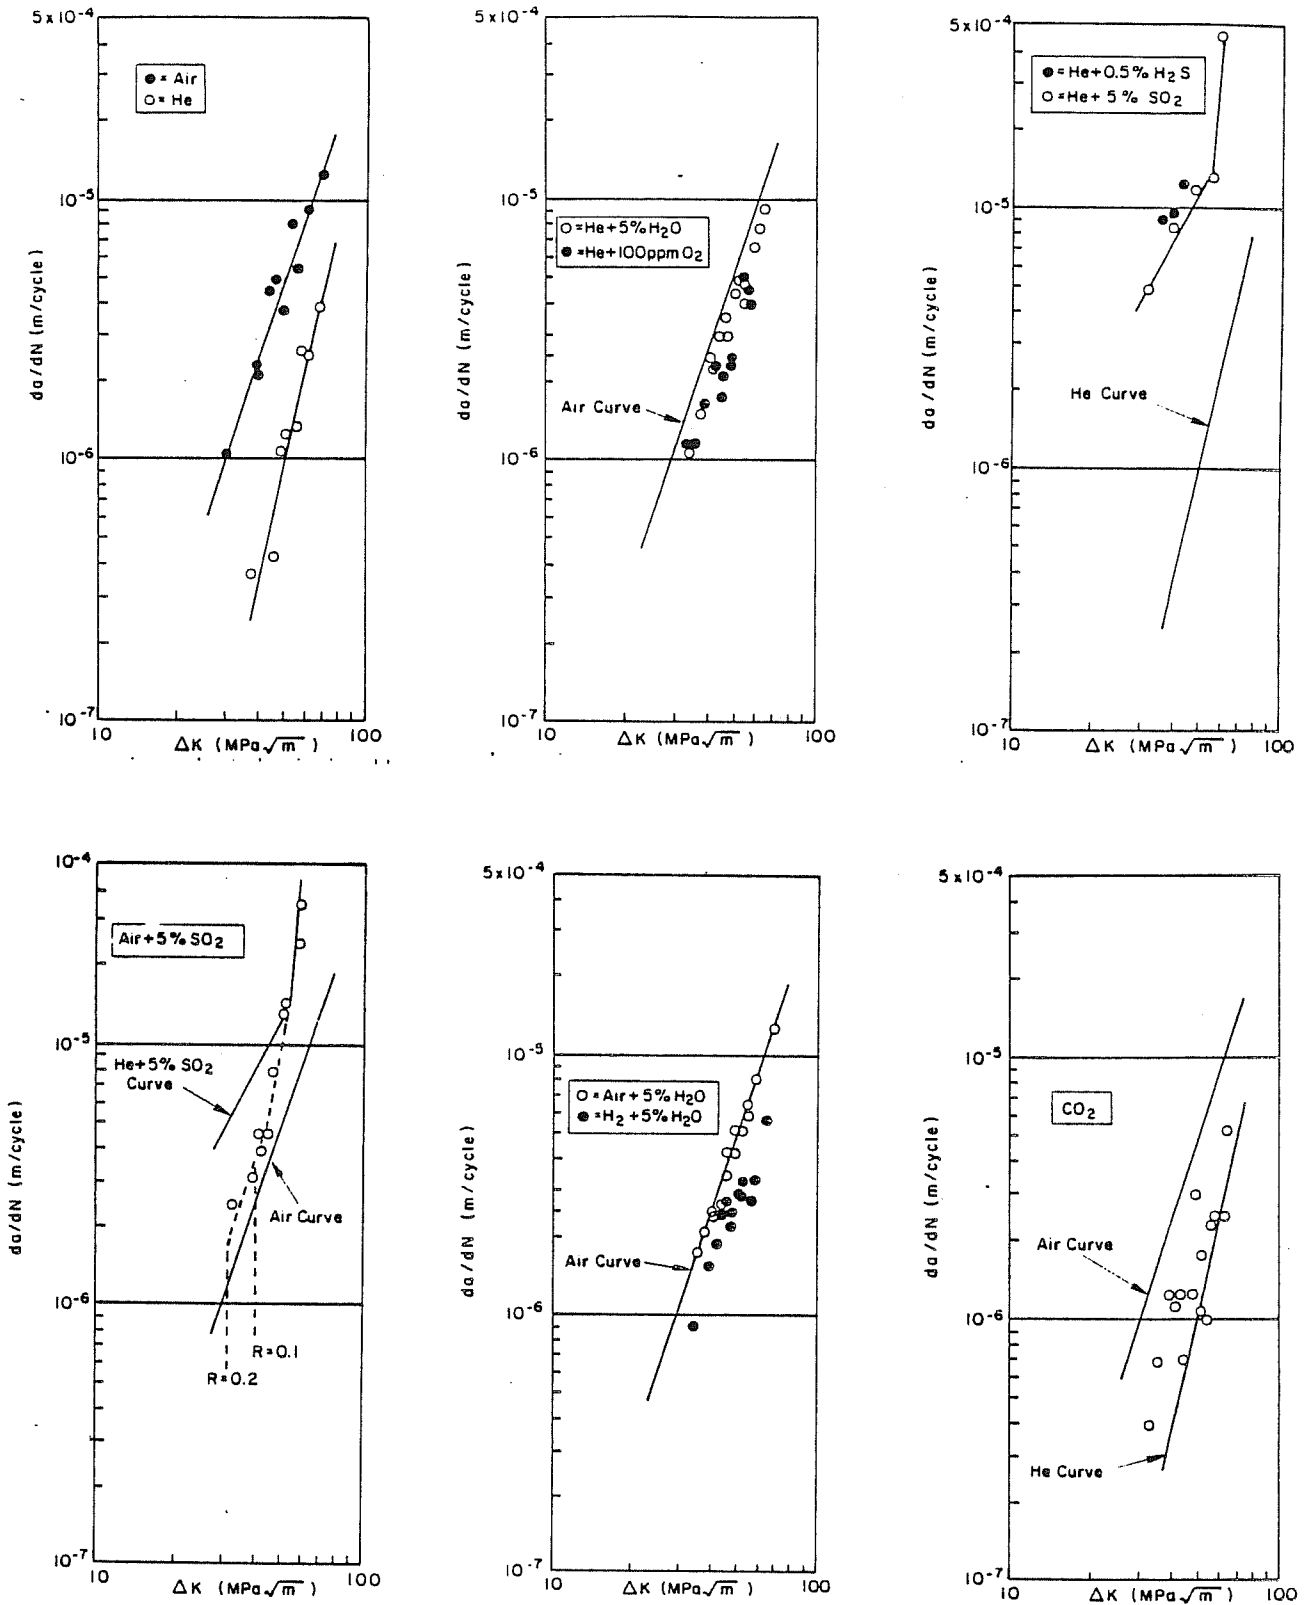 5x10-4
● = Air
○ = He
10-5
10-6
10-7
10
100
da/dN (m/cycle)
ΔK (MPa√m)
5x10-4
○=He+5%H2O
●=He+100ppm O2
10-5
Air Curve
10-6
10-7
10
100
da/dN (m/cycle)
ΔK (MPa√m)
5x10-4
●=He+0.5% H2S
○=He+5% SO2
10-5
He Curve
10-6
10-7
10
100
da/dN (m/cycle)
ΔK (MPa√m)
10-4
Air+5% SO2
10-5
He+5% SO2
Curve
Air Curve
10-6
R=0.1
R=0.2
10-7
10
100
da/dN (m/cycle)
ΔK (MPa√m)
5x10-4
10-5
○=Air+5%H2O
●=H2+5%H2O
Air Curve
10-6
10-7
10
100
da/dN (m/cycle)
ΔK (MPa√m)
5x10-4
10-5
CO2
Air Curve
10-6
He Curve
10-7
10
100
da/dN (m/cycle)
ΔK (MPa√m)